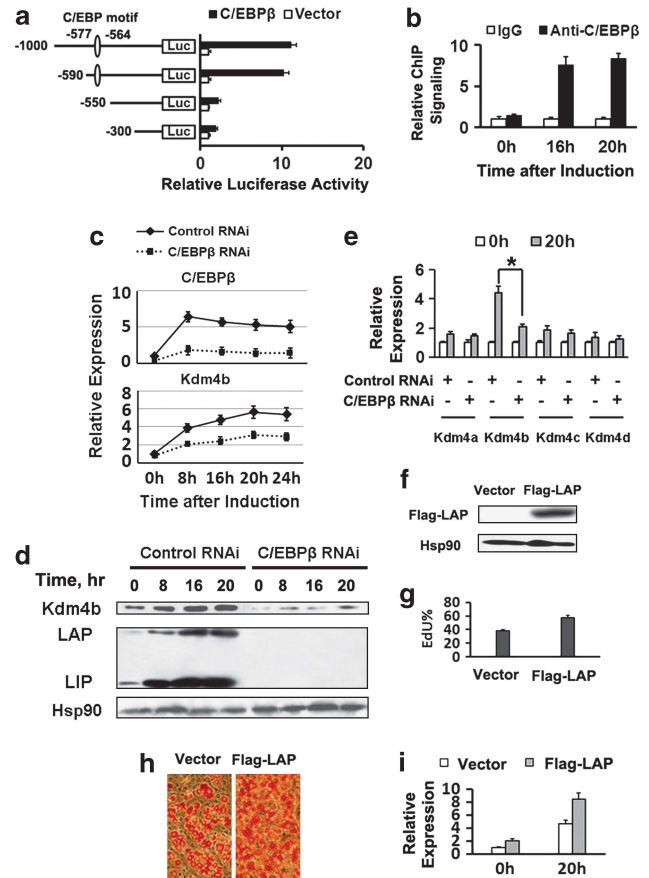 a
C/EBP motif
-577 -564
C/EBPβ Vector
-1000 Luc
-590 Luc
-550 Luc
-300 Luc
0 10 20
Relative Luciferase Activity
b
IgG Anti-C/EBPβ
Relative ChIP
Signaling
10
5
0
0h 16h 20h
Time after Induction
c
Control RNAi
C/EBPβ RNAi
C/EBPβ
10
5
0
Kdm4b
8
6
4
2
0
Relative Expression
0h 8h 16h 20h 24h
Time after Induction
e
0h 20h
*
Relative
Expression
6
4
2
0
Control RNAi + - + - + - + -
C/EBPβ RNAi - + - + - + - +
Kdm4a Kdm4b Kdm4c Kdm4d
d
Control RNAi C/EBPβ RNAi
Time, hr 0 8 16 20 0 8 16 20
Kdm4b
LAP
LIP
Hsp90
f
Vector Flag-LAP
Flag-LAP
Hsp90
g
EdU%
80
60
40
20
0
Vector Flag-LAP
h
Vector Flag-LAP
i
Vector Flag-LAP
Relative
Expression
10
8
6
4
2
0
0h 20h